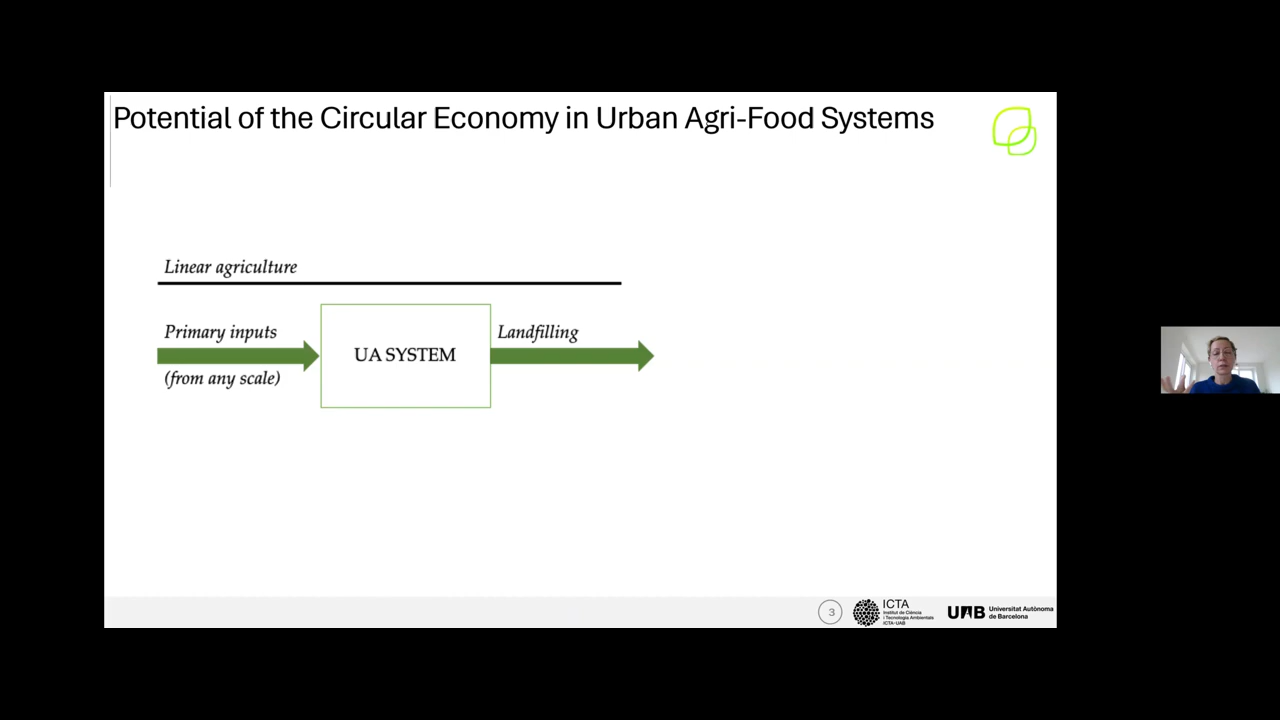 Potential of the Circular Economy in Urban Agri-Food Systems
Linear agriculture
Primary inputs
(from any scale)
UA SYSTEM
Landfilling
3
ICTA
Institut de Ciència
i Tecnologia Ambientals
ICTA-UAB
UAB
Universitat Autònoma
de Barcelona